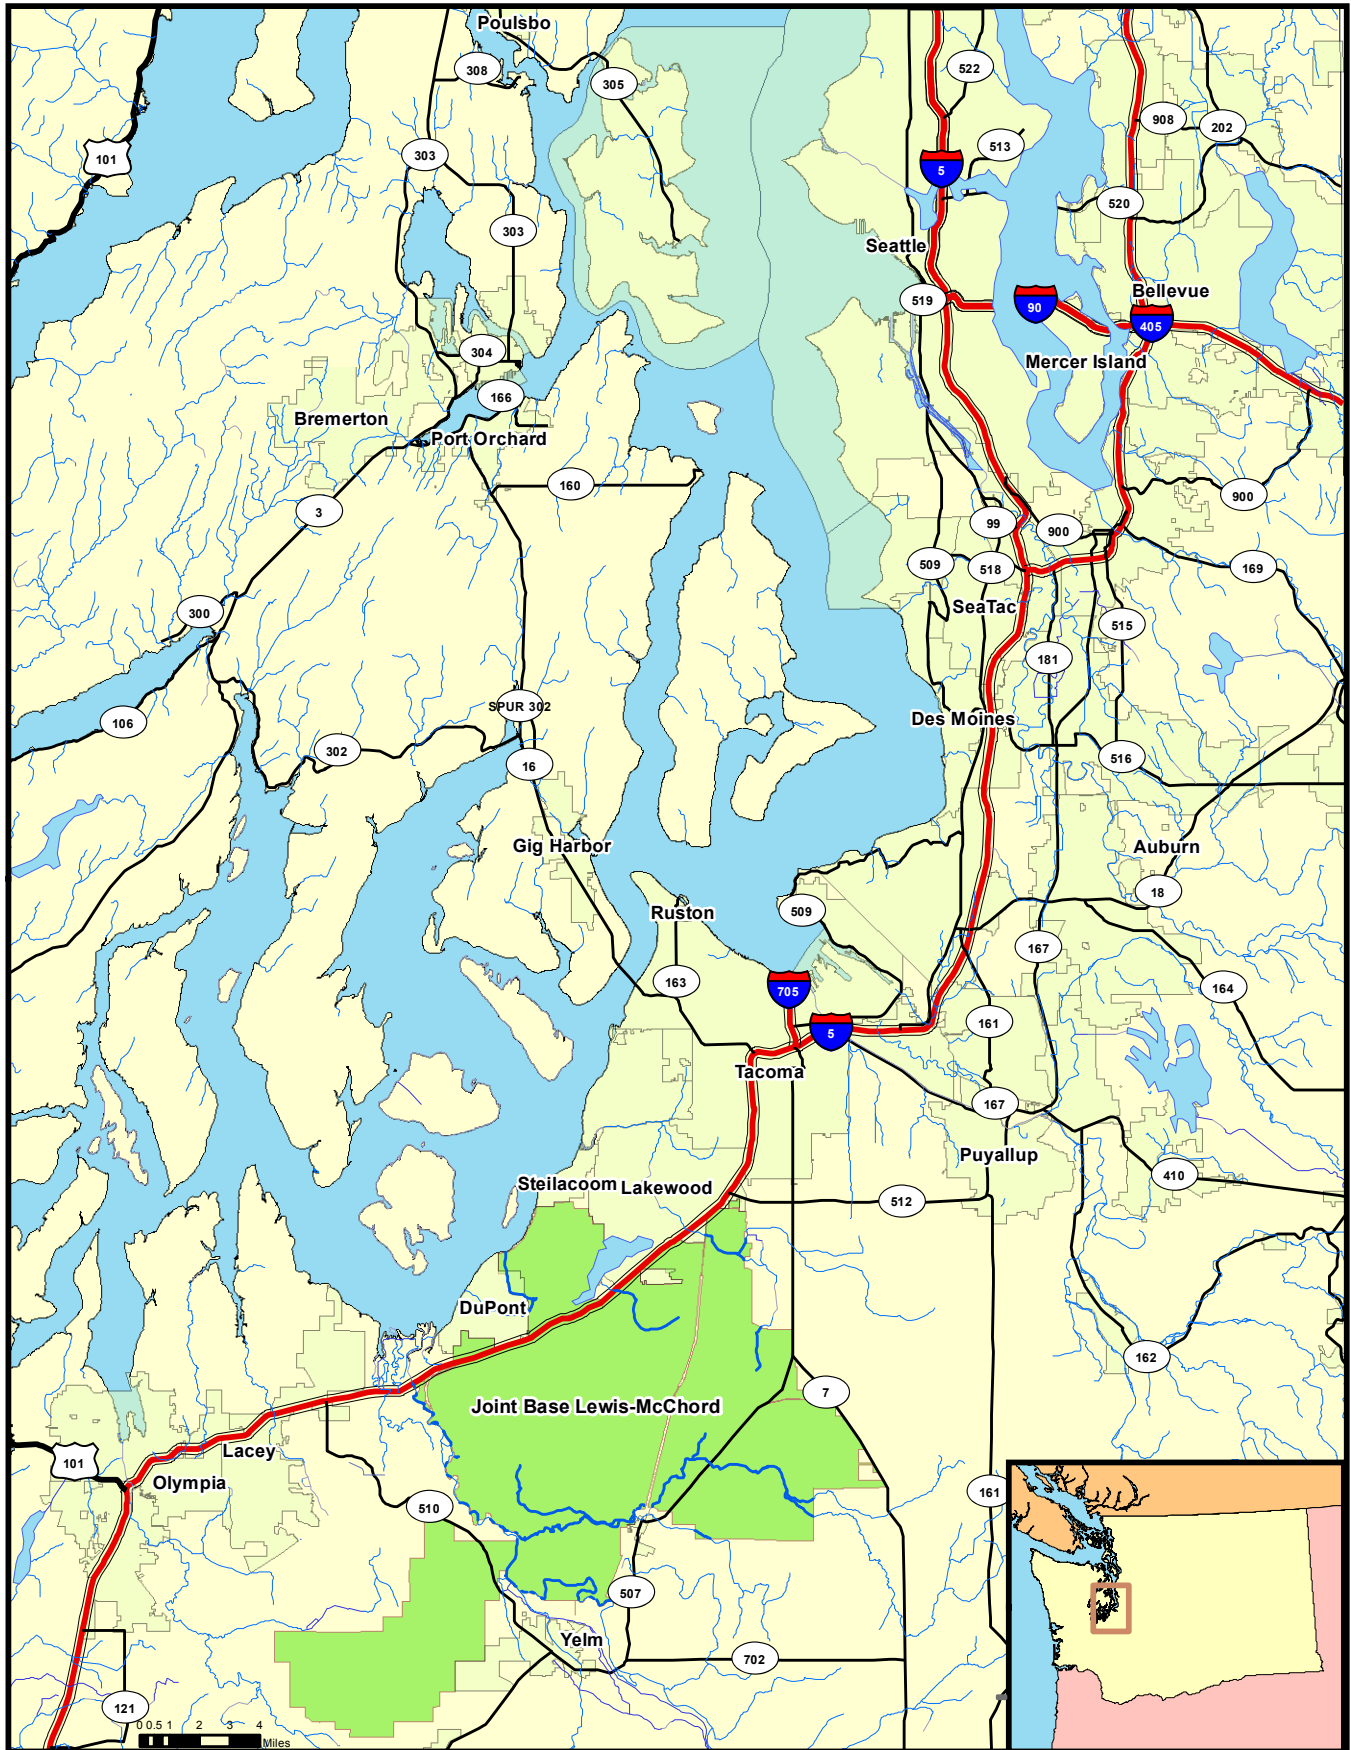 Poulsbo
308
305
522
908
202
513
101
303
5
520
303
Seattle
519
90
Bellevue
405
304
Mercer Island
166
Bremerton
Port Orchard
160
900
3
99
900
509
518
169
300
SeaTac
515
181
SPUR 302
106
Des Moines
302
516
16
Gig Harbor
Auburn
18
Ruston
509
167
163
705
164
161
5
Tacoma
167
Puyallup
410
Steilacoom
Lakewood
512
DuPont
162
7
Joint Base Lewis-McChord
Lacey
101
Olympia
161
510
507
Yelm
702
121
0 0.5 1 2 3 4
Miles